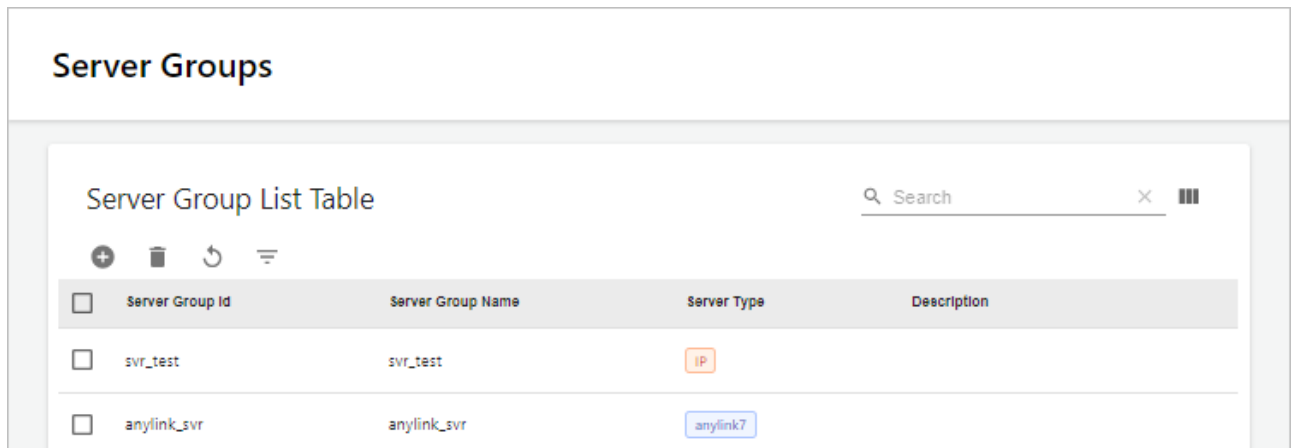 Server Groups
Server Group List Table
Search
Server Group Id Server Group Name Server Type Description
svr_test svr_test IP
anylink_svr anylink_svr anylink7